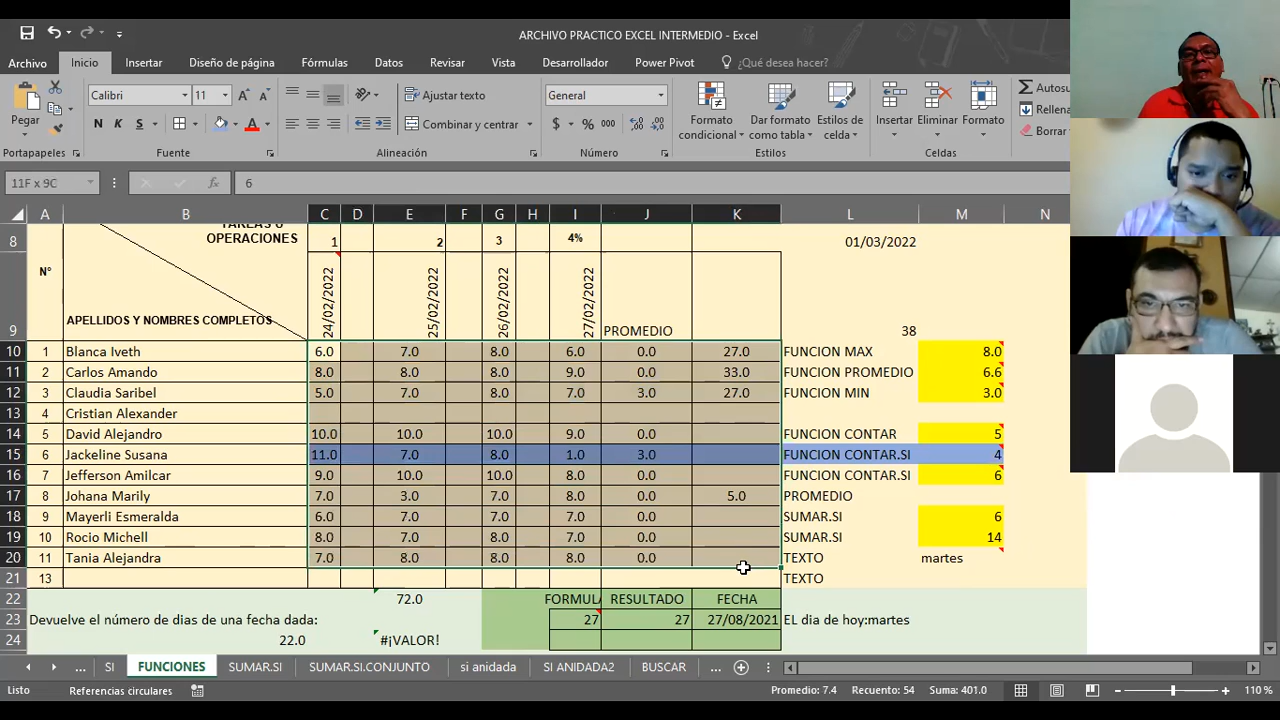 ARCHIVO PRACTICO EXCEL INTERMEDIO - Excel
Archivo Inicio Insertar Diseño de página Fórmulas Datos Revisar Vista Desarrollador Power Pivot ¿Qué desea hacer?
Pegar
Calibri 11 A A
N K S A
Ajustar texto
Combinar y centrar
General
$ % 000
Formato condicional
Dar formato como tabla
Estilos de celda
Insertar Eliminar Formato
Autosu
Rellena
Borrar
Portapapeles Fuente Alineación Número Estilos Celdas
11F x 9C fx 6
A B C D E F G H I J K L M N
8 OPERACIONES 1 2 3 4% 01/03/2022
N°
9 APELLIDOS Y NOMBRES COMPLETOS 24/02/2022 25/02/2022 26/02/2022 27/02/2022 PROMEDIO 38
10 1 Blanca Iveth 6.0 7.0 8.0 6.0 0.0 27.0 FUNCION MAX 8.0
11 2 Carlos Amando 8.0 8.0 8.0 9.0 0.0 33.0 FUNCION PROMEDIO 6.6
12 3 Claudia Saribel 5.0 7.0 8.0 7.0 3.0 27.0 FUNCION MIN 3.0
13 4 Cristian Alexander
14 5 David Alejandro 10.0 10.0 10.0 9.0 0.0 FUNCION CONTAR 5
15 6 Jackeline Susana 11.0 7.0 8.0 1.0 3.0 FUNCION CONTAR.SI 4
16 7 Jefferson Amilcar 9.0 10.0 10.0 8.0 0.0 FUNCION CONTAR.SI 6
17 8 Johana Marily 7.0 3.0 7.0 8.0 0.0 5.0 PROMEDIO
18 9 Mayerli Esmeralda 6.0 7.0 7.0 7.0 0.0 SUMAR.SI 6
19 10 Rocio Michell 8.0 7.0 8.0 7.0 0.0 SUMAR.SI 14
20 11 Tania Alejandra 7.0 8.0 8.0 8.0 0.0 TEXTO martes
21 13 TEXTO
22 72.0 FORMULA RESULTADO FECHA
23 Devuelve el número de dias de una fecha dada: 27 27 27/08/2021 EL dia de hoy:martes
24 22.0 #¡VALOR!
... SI FUNCIONES SUMAR.SI SUMAR.SI.CONJUNTO si anidada SI ANIDADA2 BUSCAR ...
Listo Referencias circulares Promedio: 7.4 Recuento: 54 Suma: 401.0 110 %